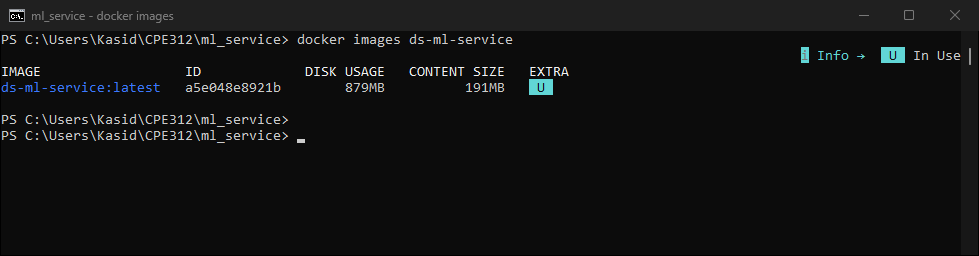 ml_service - docker images
PS C:\Users\Kasid\CPE312\ml_service> docker images ds-ml-service
i Info → U In Use
IMAGE ID DISK USAGE CONTENT SIZE EXTRA
ds-ml-service:latest a5e048e8921b 879MB 191MB U
PS C:\Users\Kasid\CPE312\ml_service>
PS C:\Users\Kasid\CPE312\ml_service>